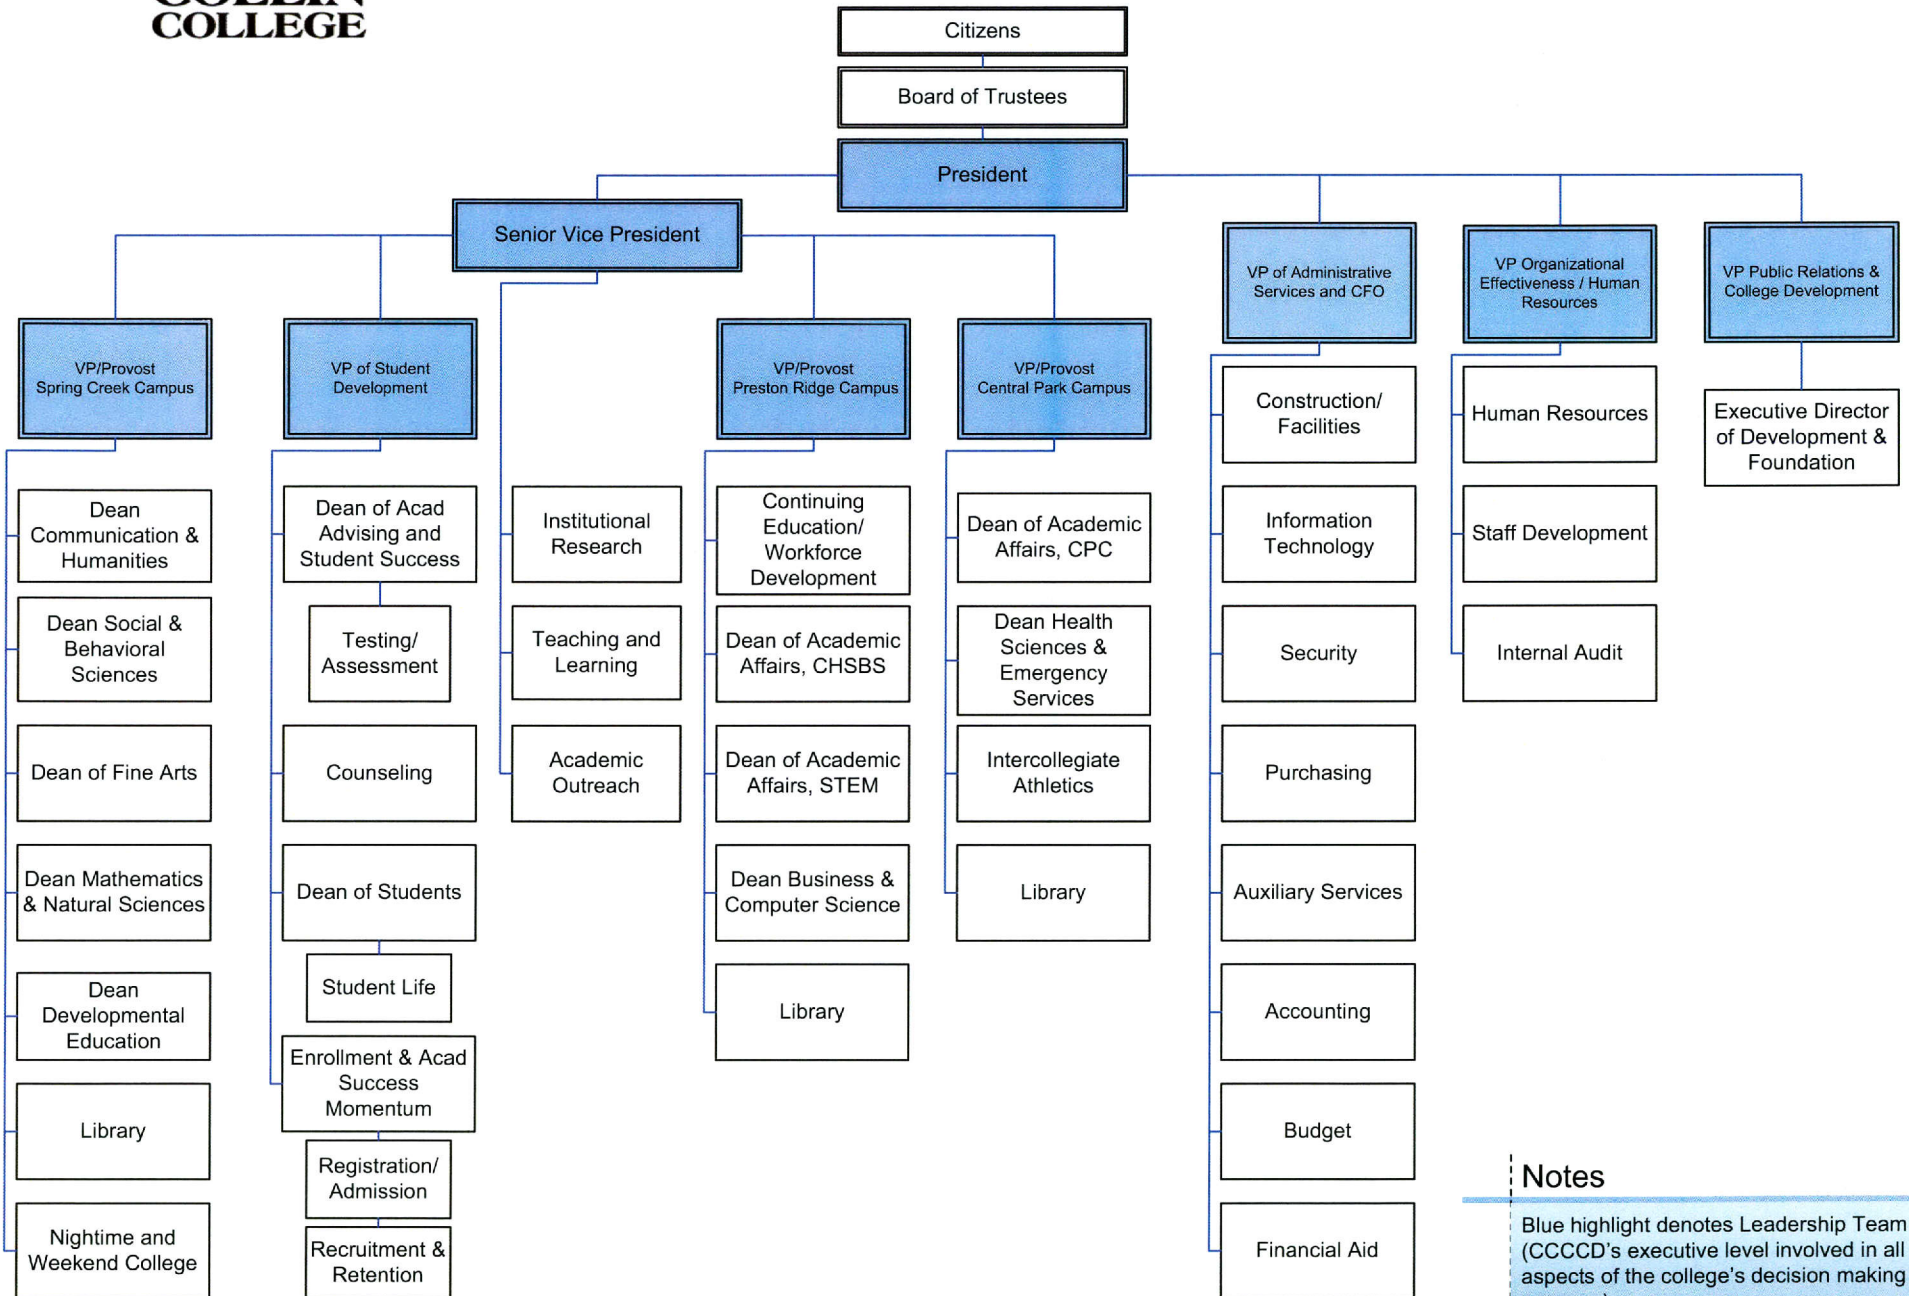 COLLIN
COLLEGE
Citizens
Board of Trustees
President
Senior Vice President
VP of Administrative
Services and CFO
VP Organizational
Effectiveness / Human
Resources
VP Public Relations &
College Development
VP/Provost
Spring Creek Campus
VP of Student
Development
VP/Provost
Preston Ridge Campus
VP/Provost
Central Park Campus
Dean
Communication &
Humanities
Dean Social &
Behavioral
Sciences
Dean of Fine Arts
Dean Mathematics
& Natural Sciences
Dean
Developmental
Education
Library
Nightime and
Weekend College
Dean of Acad
Advising and
Student Success
Testing/
Assessment
Counseling
Dean of Students
Student Life
Enrollment & Acad
Success
Momentum
Registration/
Admission
Recruitment &
Retention
Institutional
Research
Teaching and
Learning
Academic
Outreach
Continuing
Education/
Workforce
Development
Dean of Academic
Affairs, CHSBS
Dean of Academic
Affairs, STEM
Dean Business &
Computer Science
Library
Dean of Academic
Affairs, CPC
Dean Health
Sciences &
Emergency
Services
Intercollegiate
Athletics
Library
Construction/
Facilities
Information
Technology
Security
Purchasing
Auxiliary Services
Accounting
Budget
Financial Aid
Human Resources
Staff Development
Internal Audit
Executive Director
of Development &
Foundation
Notes
Blue highlight denotes Leadership Team
(CCCCD's executive level involved in all
aspects of the college's decision making